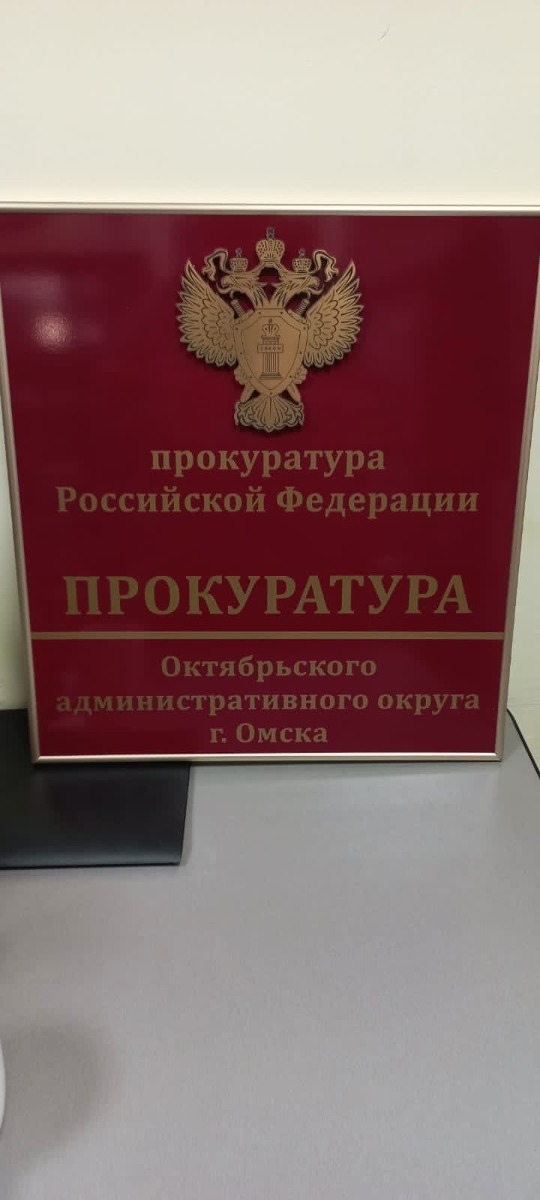 прокуратура
Российской Федерации
ПРОКУРАТУРА
Октябрьского
административного округа
г. Омска